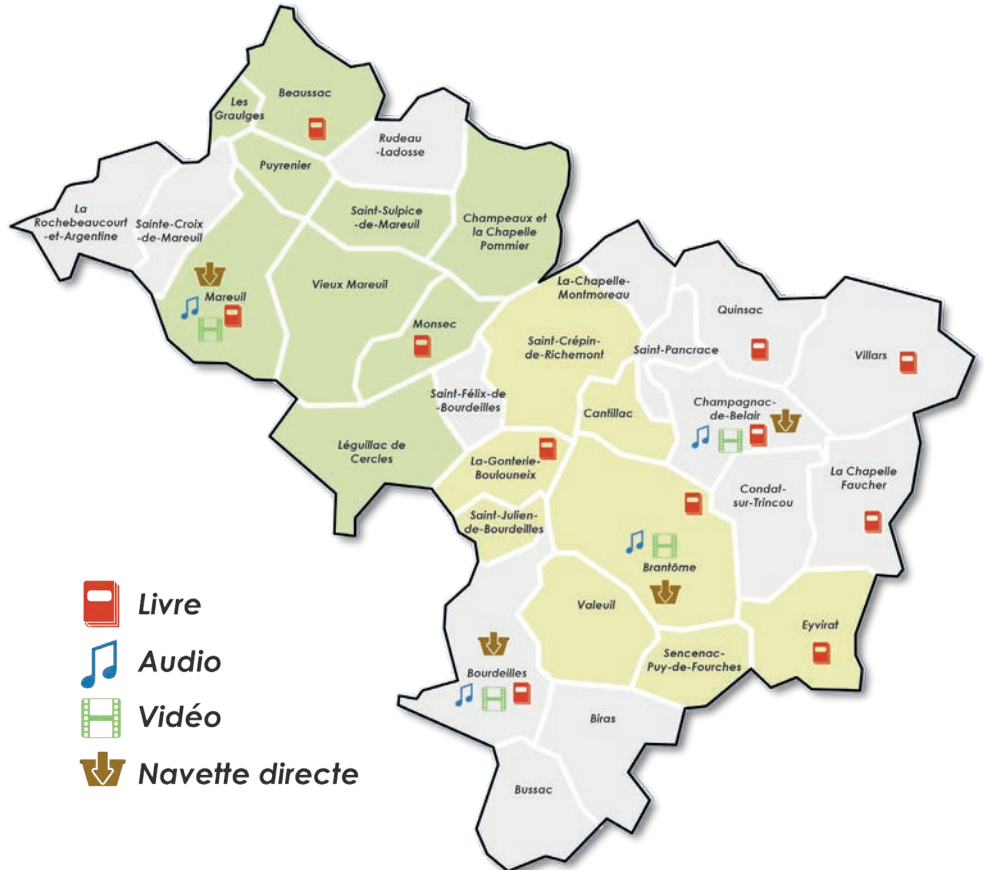 Beaussac
Les
Graulges
Rudeau
-Ladosse
Puyrenier
La
Rochebeaucourt
-et-Argentine
Sainte-Croix
-de-Mareuil
Saint-Sulpice
-de-Mareuil
Champeaux et
la Chapelle
Pommier
Mareuil
Vieux Mareuil
La-Chapelle-
Montmoreau
Monsec
Quinsac
Saint-Crépin-
de-Richemont
Saint-Pancrace
Villars
Saint-Félix-de
-Bourdeilles
Cantillac
Champagnac-
de-Belair
Léguillac de
Cercles
La-Gonterie-
Boulouneix
La Chapelle
Faucher
Condat-
sur-Trincou
Saint-Julien-
de-Bourdeilles
Brantôme
Valeuil
Eyvirat
Sencenac-
Puy-de-Fourches
Bourdeilles
Biras
Bussac
Livre
Audio
Vidéo
Navette directe